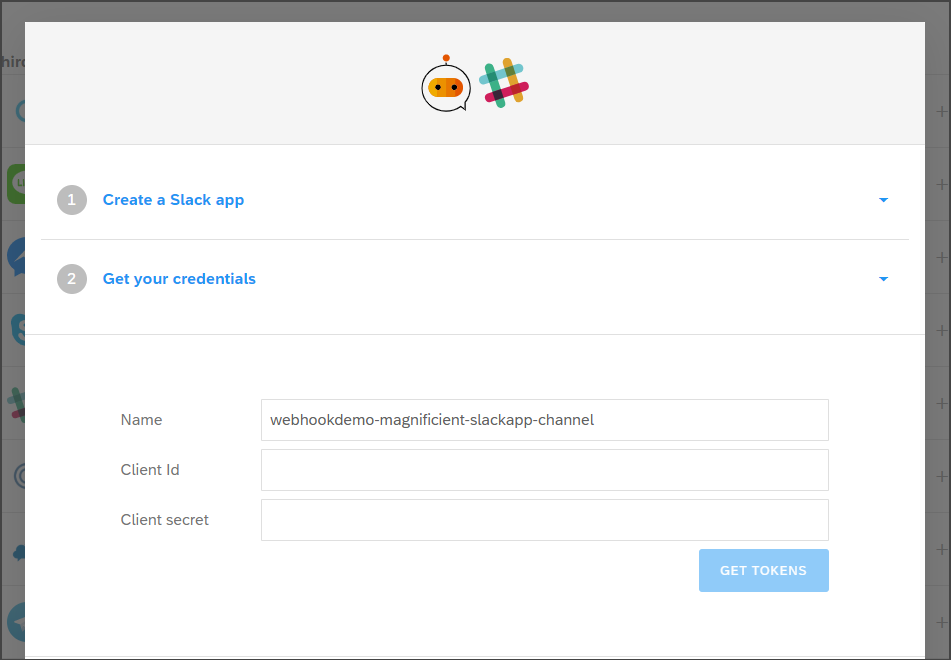 1 Create a Slack app
2 Get your credentials
Name webhookdemo-magnificient-slackapp-channel
Client Id
Client secret
GET TOKENS